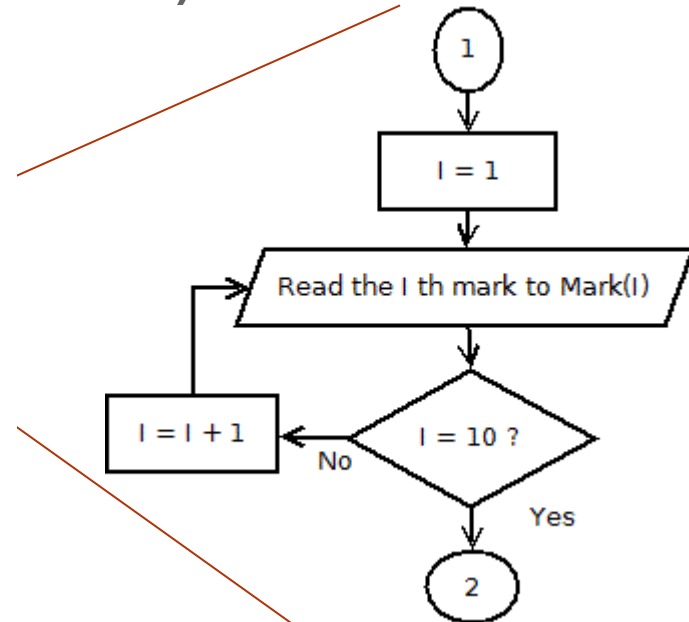 1
I = 1
Read the I th mark to Mark(I)
I = 10 ?
I = I + 1
No
Yes
2